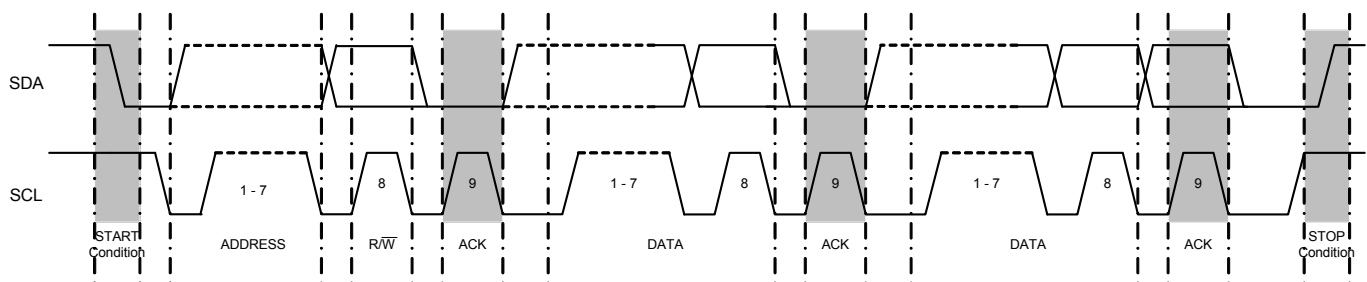 SDA
SCL
1 - 7
8
9
1 - 7
8
9
1 - 7
8
9
START
Condition
ADDRESS
R/W̅
ACK
DATA
ACK
DATA
ACK
STOP
Condition